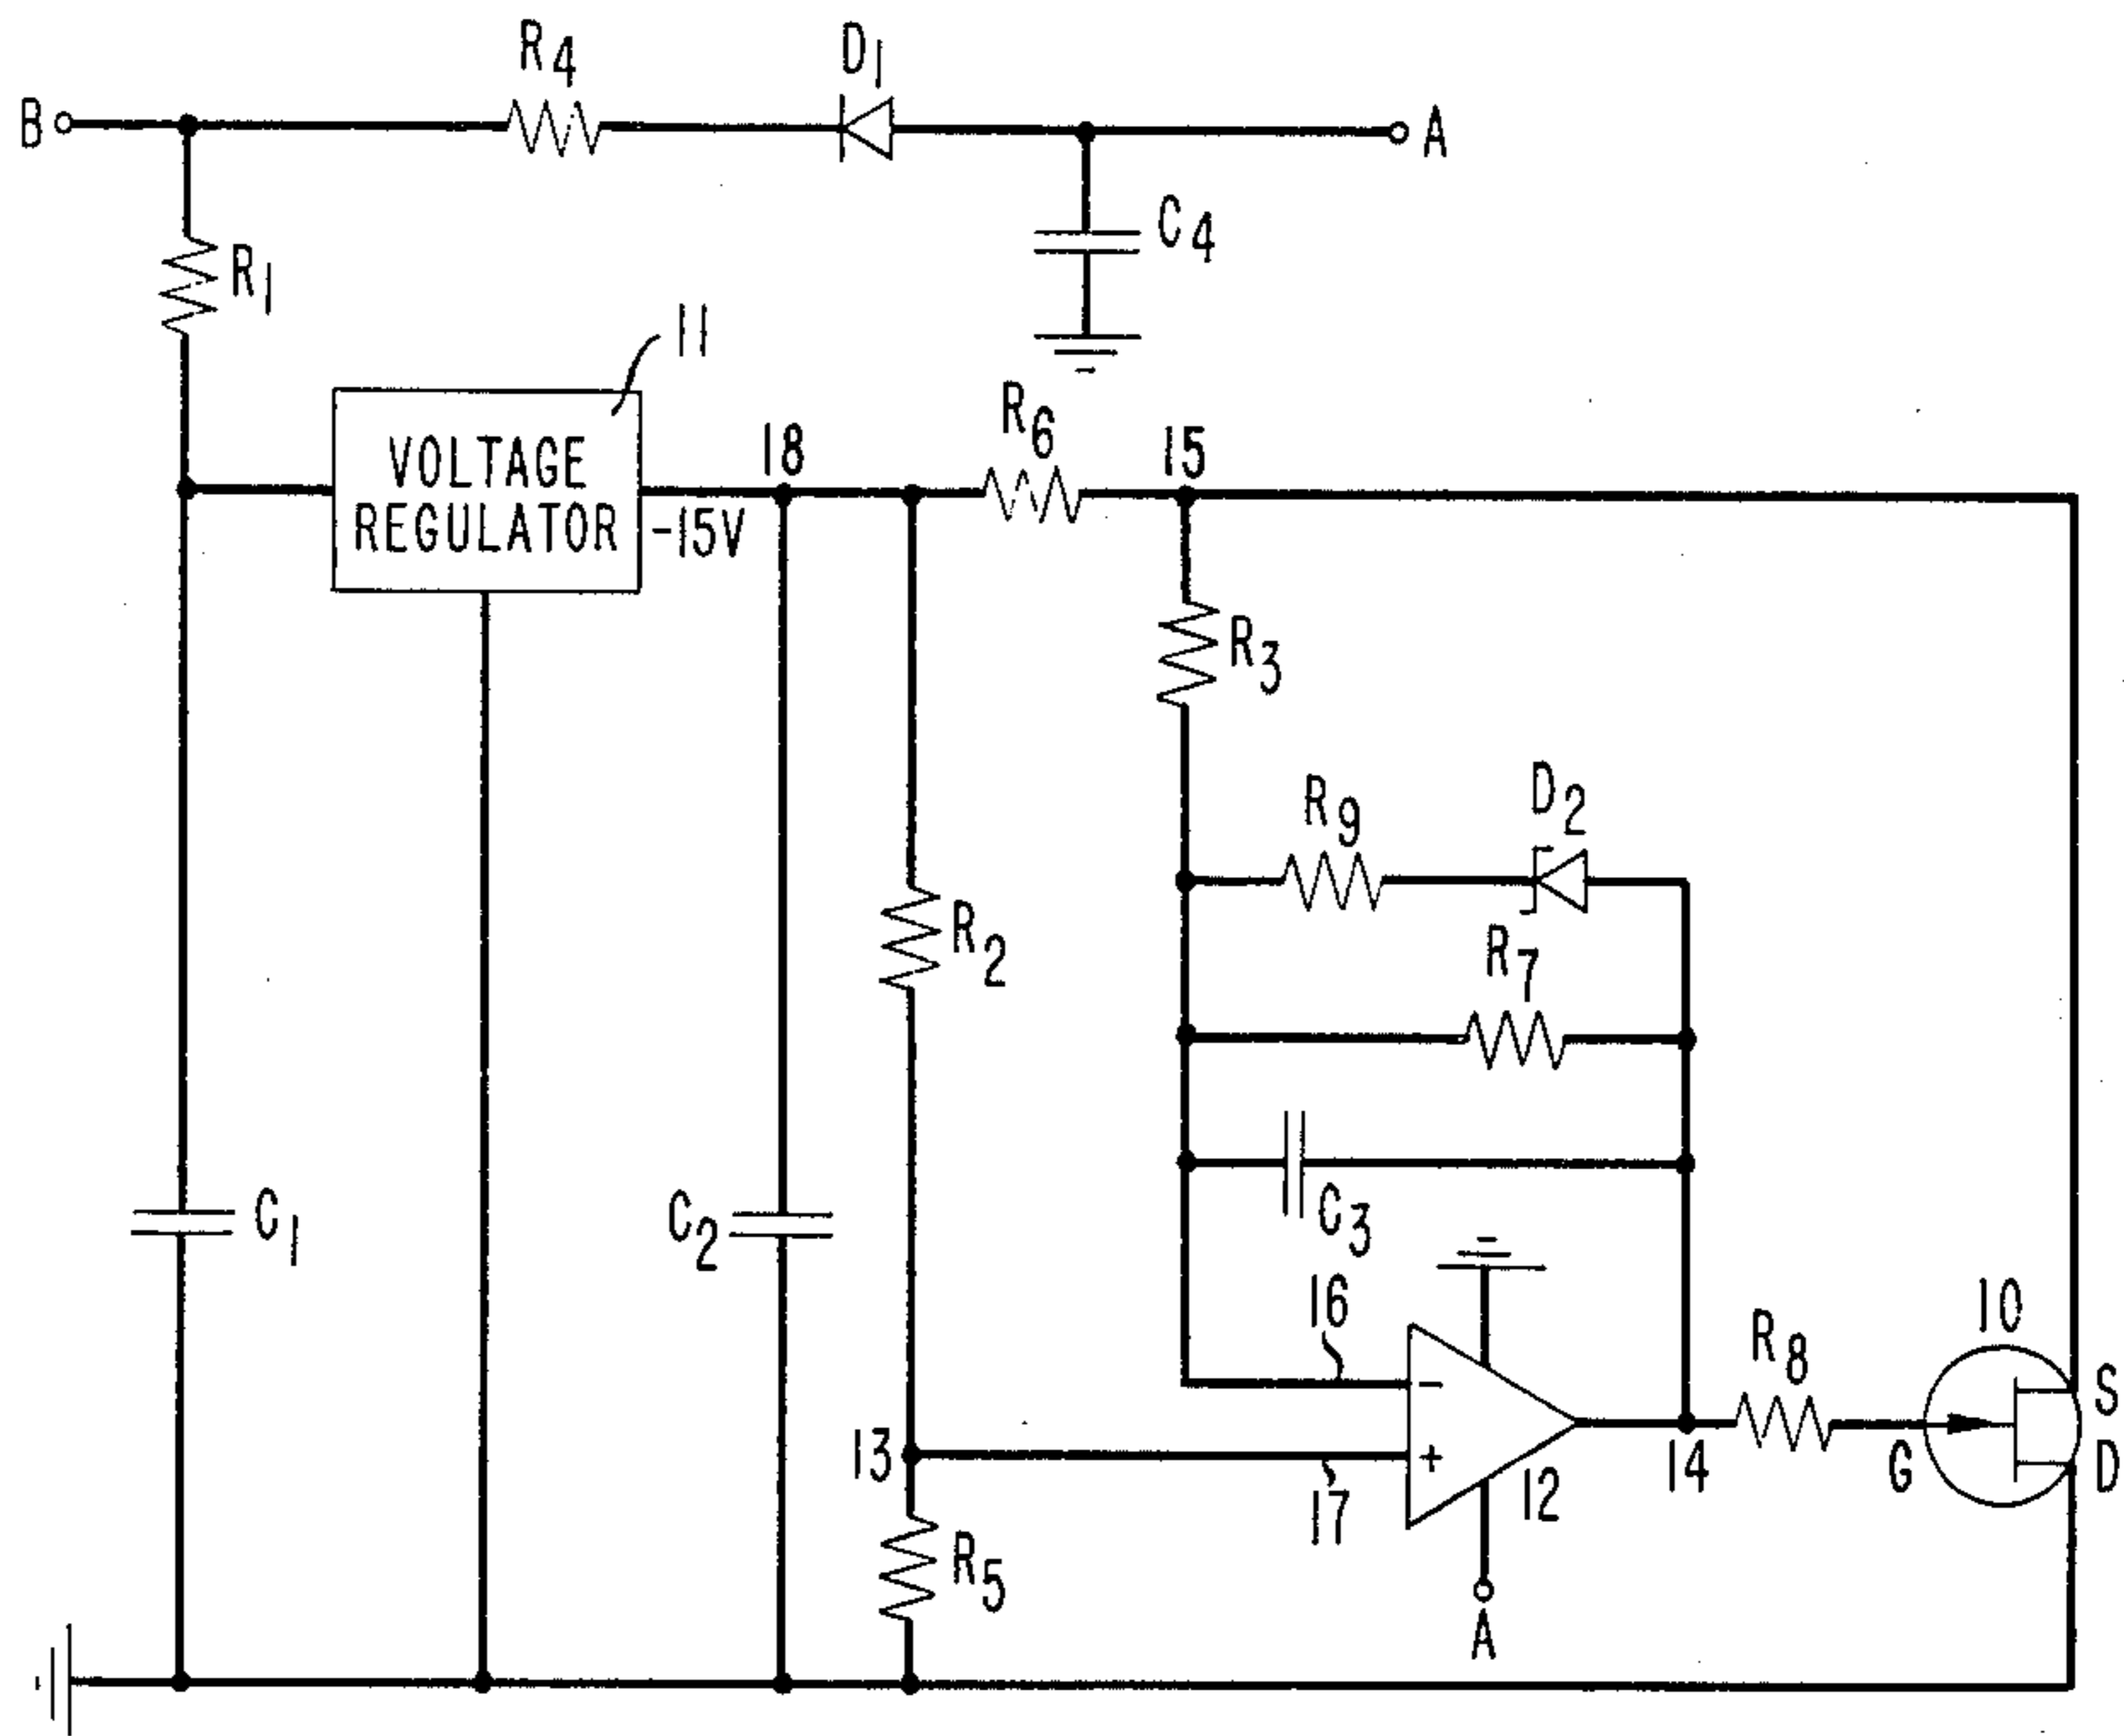 R4
D1
B
A
C4
R1
11
VOLTAGE
REGULATOR
-15V
18
R6
15
R3
R9
D2
R2
R7
C1
C2
C3
16
-
+
13
17
12
A
14
R8
10
G
S
D
R5